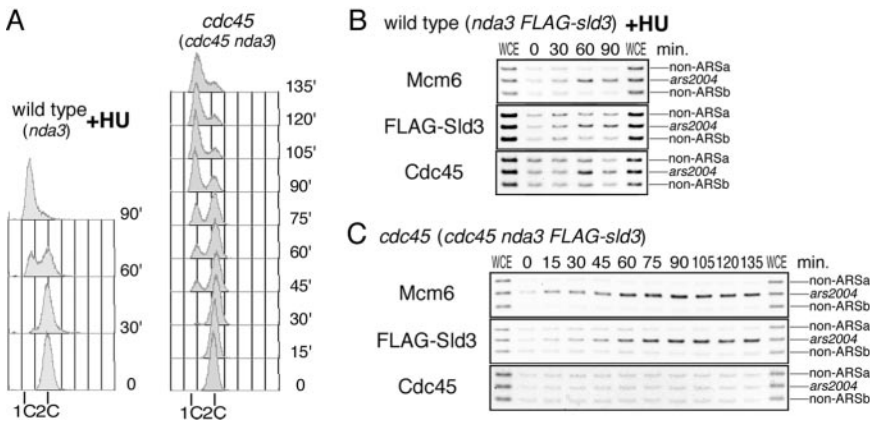 A
wild type +HU
(nda3)
90'
60'
30'
0
1C2C
cdc45
(cdc45 nda3)
135'
120'
105'
90'
75'
60'
45'
30'
15'
0
1C2C
B wild type (nda3 FLAG-sld3) +HU
WCE 0 30 60 90 WCE min.
Mcm6
non-ARSa
ars2004
non-ARSb
FLAG-Sld3
non-ARSa
ars2004
non-ARSb
Cdc45
non-ARSa
ars2004
non-ARSb
C cdc45 (cdc45 nda3 FLAG-sld3)
WCE 0 15 30 45 60 75 90 105 120 135 WCE min.
Mcm6
non-ARSa
ars2004
non-ARSb
FLAG-Sld3
non-ARSa
ars2004
non-ARSb
Cdc45
non-ARSa
ars2004
non-ARSb